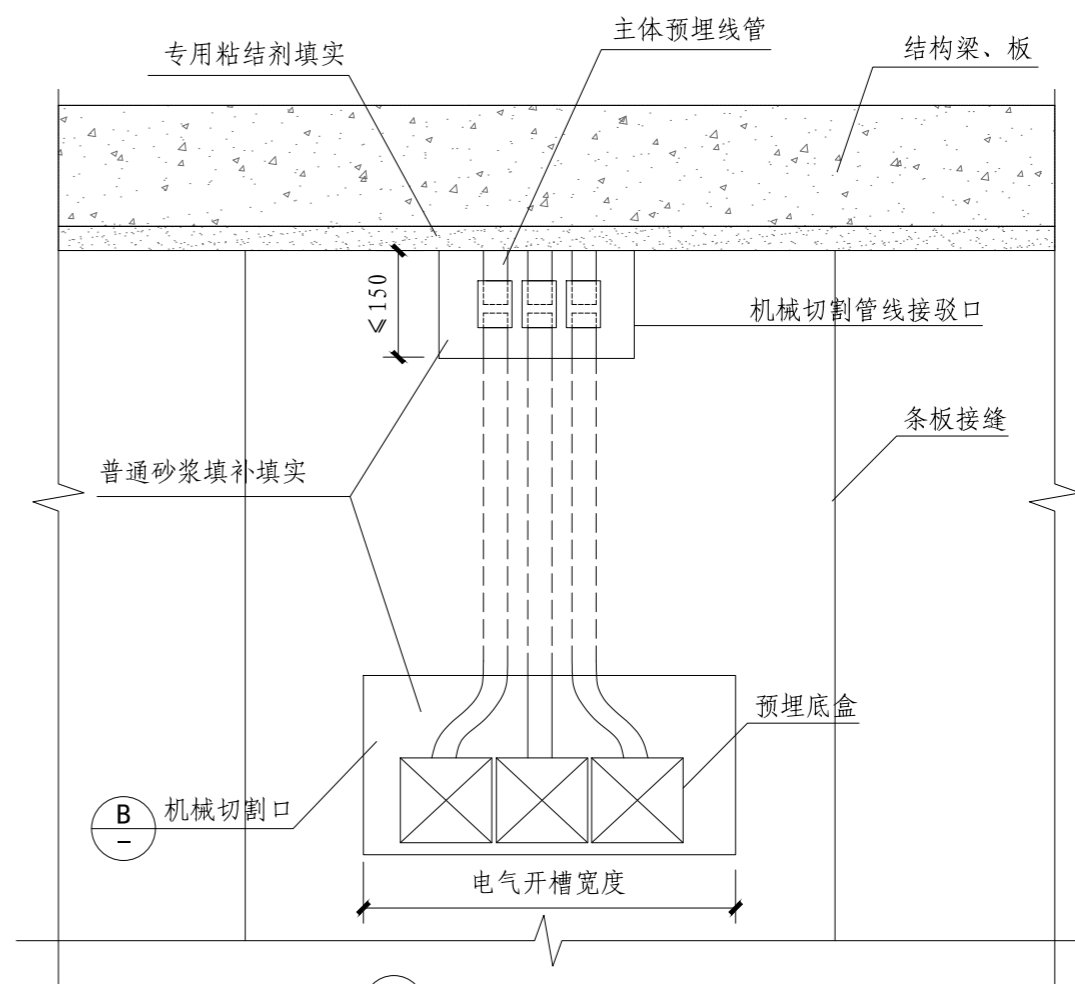 主体预埋线管
专用粘结剂填实
结构梁、板
≤150
机械切割管线接驳口
条板接缝
普通砂浆填补填实
预埋底盒
B
–
机械切割口
电气开槽宽度